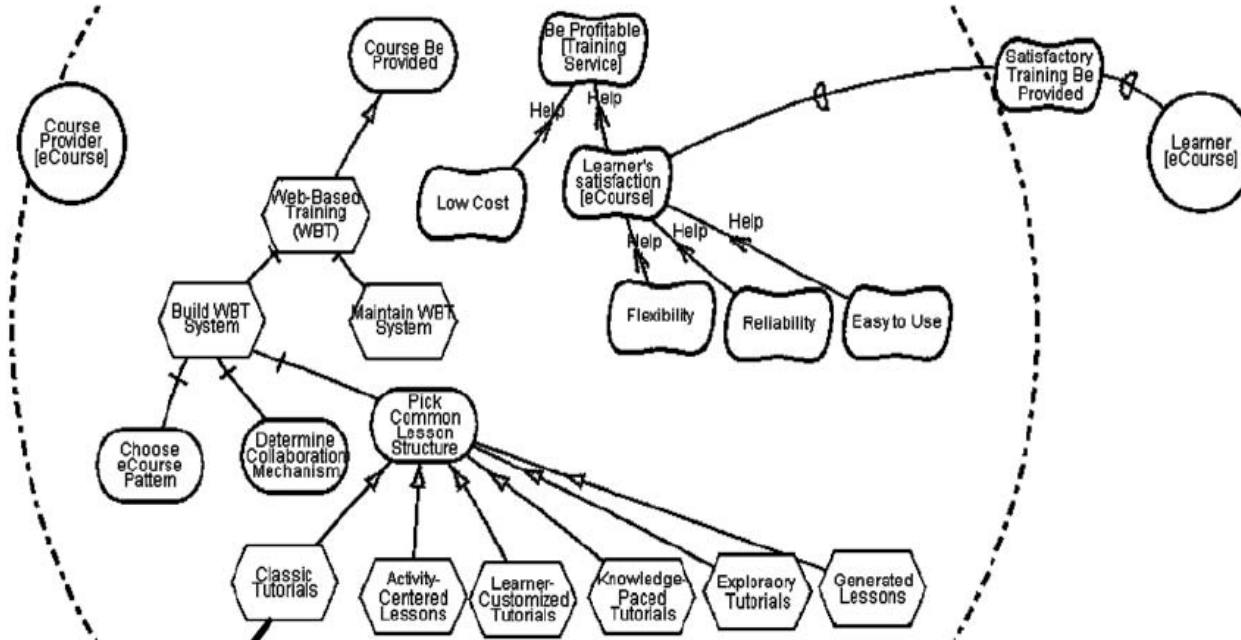 Course Be
Provided
Be Profitable
[Training
Service]
Satisfactory
Training Be
Provided
Course
Provider
[eCourse]
Learner
[eCourse]
Help
Help
Web-Based
Training
(WBT)
Low Cost
Learner's
satisfaction
[eCourse]
Help
Help
Help
Build WBT
System
Maintain WBT
System
Flexibility
Reliability
Easy to Use
Pick
Common
Lesson
Structure
Choose
eCourse
Pattern
Determine
Collaboration
Mechanism
Classic
Tutorials
Activity-
Centered
Lessons
Learner-
Customized
Tutorials
Knowledge-
Paced
Tutorials
Exploraory
Tutorials
Generated
Lessons